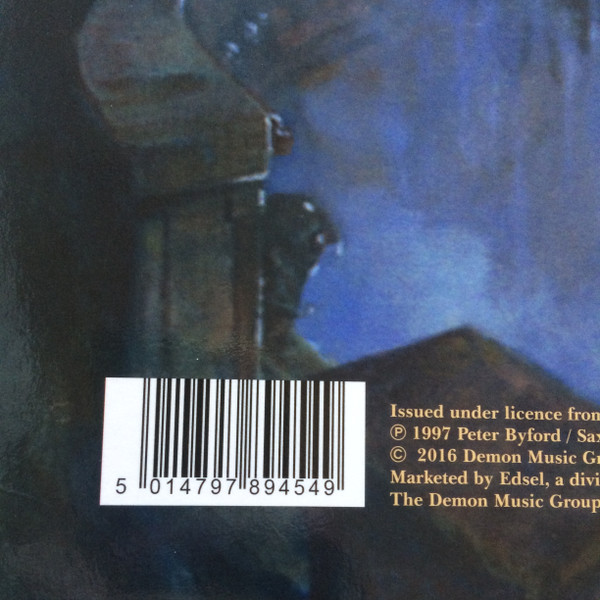 Issued under licence from
℗ 1997 Peter Byford / Sax
© 2016 Demon Music Gr
Marketed by Edsel, a divi
The Demon Music Group
5 014797 894549